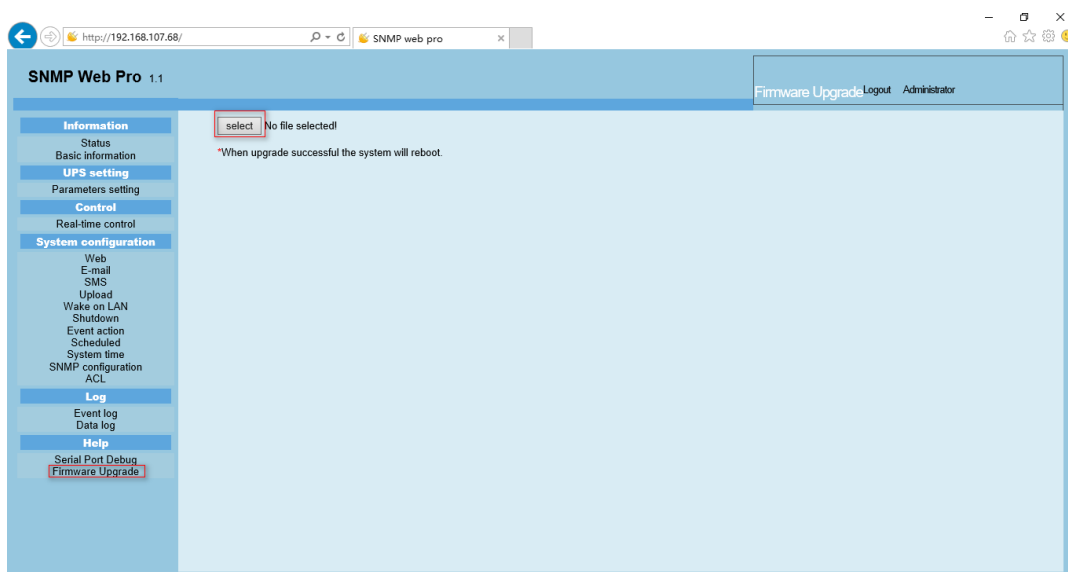 http://192.168.107.68/
SNMP web pro
SNMP Web Pro 1.1
Firmware Upgrade Logout Administrator
Information
Status
Basic information
UPS setting
Parameters setting
Control
Real-time control
System configuration
Web
E-mail
SMS
Upload
Wake on LAN
Shutdown
Event action
Scheduled
System time
SNMP configuration
ACL
Log
Event log
Data log
Help
Serial Port Debug
Firmware Upgrade
select No file selected!
*When upgrade successful the system will reboot.